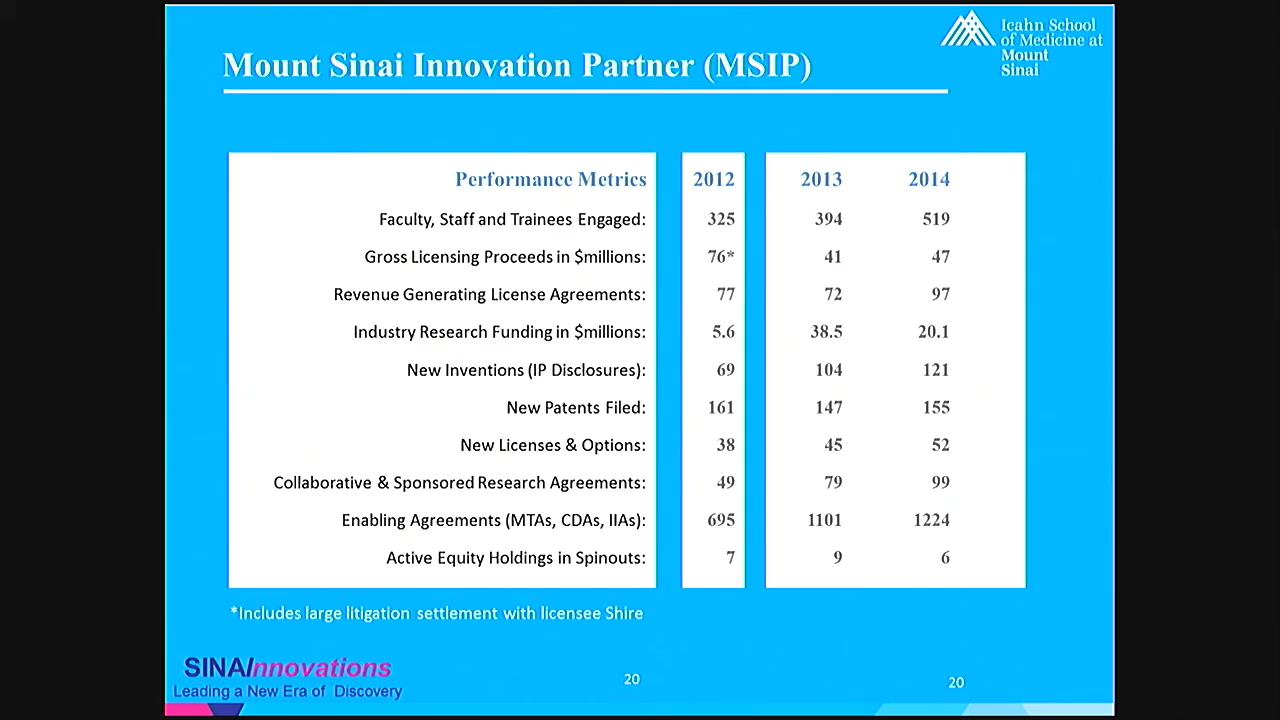 Icahn School
of Medicine at
Mount
Sinai
Mount Sinai Innovation Partner (MSIP)
Performance Metrics 2012 2013 2014
Faculty, Staff and Trainees Engaged: 325 394 519
Gross Licensing Proceeds in $millions: 76* 41 47
Revenue Generating License Agreements: 77 72 97
Industry Research Funding in $millions: 5.6 38.5 20.1
New Inventions (IP Disclosures): 69 104 121
New Patents Filed: 161 147 155
New Licenses & Options: 38 45 52
Collaborative & Sponsored Research Agreements: 49 79 99
Enabling Agreements (MTAs, CDAs, IIAs): 695 1101 1224
Active Equity Holdings in Spinouts: 7 9 6
*Includes large litigation settlement with licensee Shire
SINAInnovations
Leading a New Era of Discovery
20 20